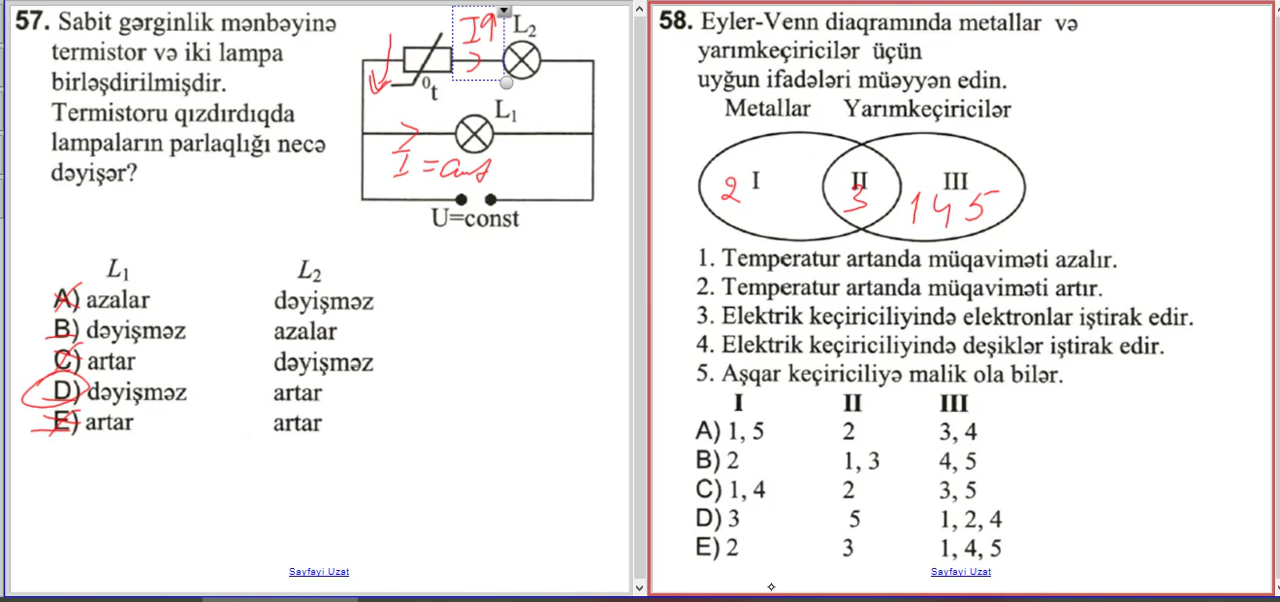 57. Sabit gərginlik mənbəyinə
termistor və iki lampa
birləşdirilmişdir.
Termistoru qızdırdıqda
lampaların parlaqlığı necə
dəyişər?
I
L₂
⁰t
L₁
I = const
U=const
L₁ L₂
A) azalar dəyişməz
B) dəyişməz azalar
C) artar dəyişməz
D) dəyişməz artar
E) artar artar
Sayfayi Uzat
58. Eyler-Venn diaqramında metallar və
yarımkeçiricilər üçün
uyğun ifadələri müəyyən edin.
Metallar Yarımkeçiricilər
I II III
2 3 1 4 5
1. Temperatur artanda müqaviməti azalır.
2. Temperatur artanda müqaviməti artır.
3. Elektrik keçiriciliyində elektronlar iştirak edir.
4. Elektrik keçiriciliyində deşiklər iştirak edir.
5. Aşqar keçiriciliyə malik ola bilər.
I II III
A) 1, 5 2 3, 4
B) 2 1, 3 4, 5
C) 1, 4 2 3, 5
D) 3 5 1, 2, 4
E) 2 3 1, 4, 5
Sayfayi Uzat